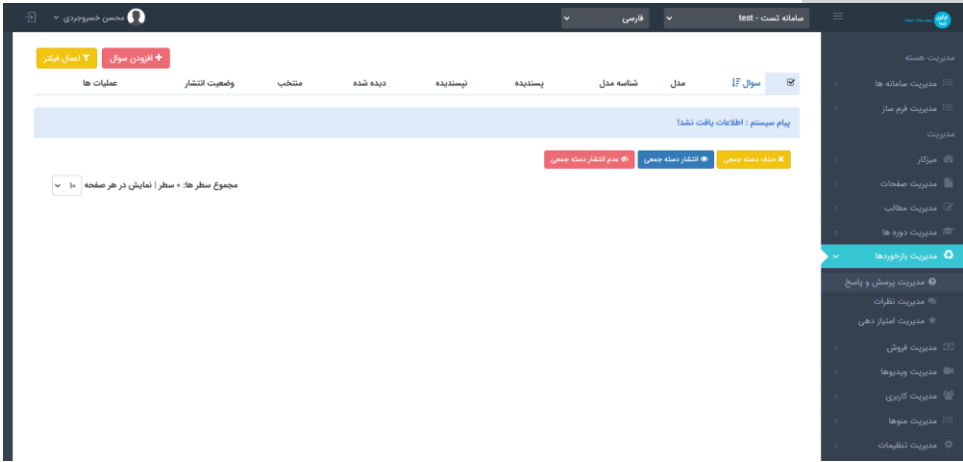 سامانه تست - test
فارسی
محسن خسروجردی
مدیریت هسته
مدیریت سامانه ها
مدیریت فرم ساز
مدیریت
میزکار
مدیریت صفحات
مدیریت مطالب
مدیریت دوره ها
مدیریت بازخوردها
مدیریت پرسش و پاسخ
مدیریت نظرات
مدیریت امتیاز دهی
مدیریت فروش
مدیریت ویدیوها
مدیریت کاربری
مدیریت منوها
مدیریت تنظیمات
افزودن سوال اعمال فیلتر
سوال مدل شناسه مدل پسندیده نپسندیده دیده شده منتخب وضعیت انتشار عملیات ها
پیام سیستم : اطلاعات یافت نشد!
حذف دسته جمعی انتشار دسته جمعی عدم انتشار دسته جمعی
مجموع سطر ها: ۰ سطر | نمایش در هر صفحه ۱۰